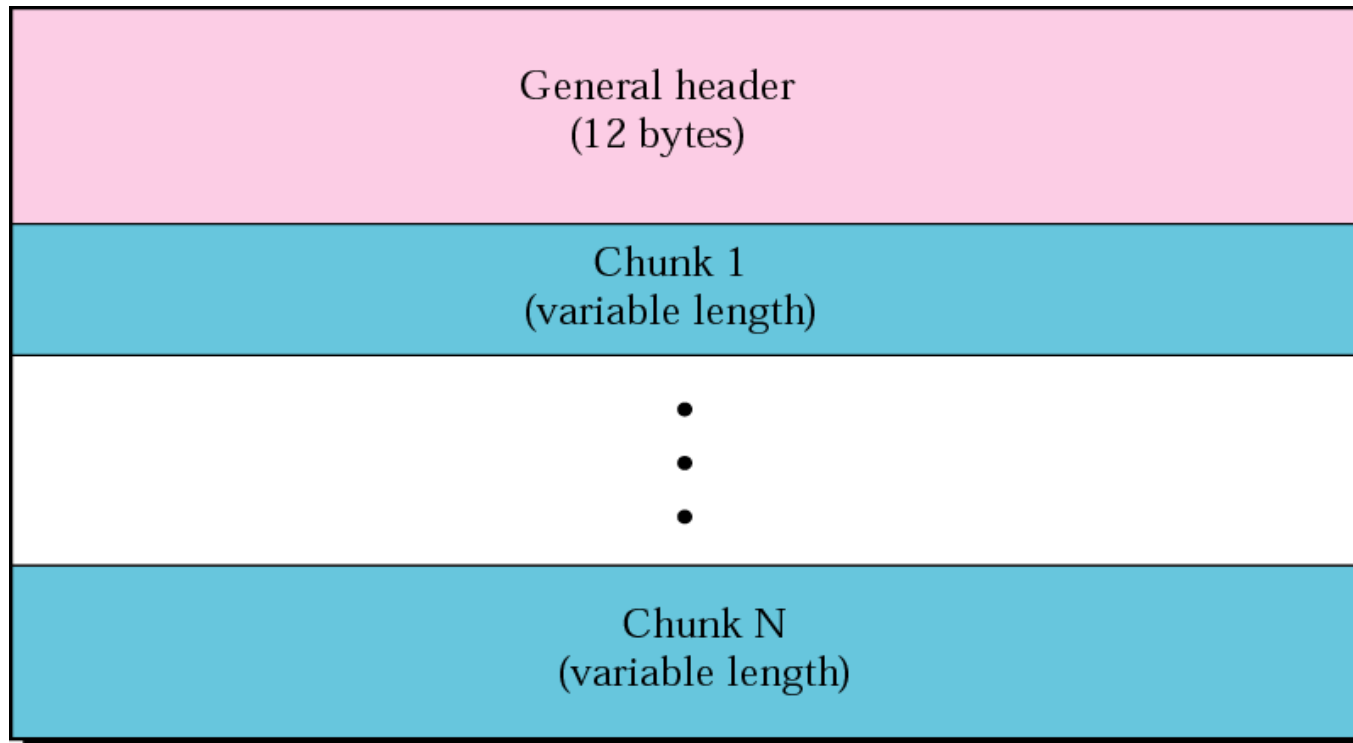 General header
(12 bytes)
Chunk 1
(variable length)
Chunk N
(variable length)